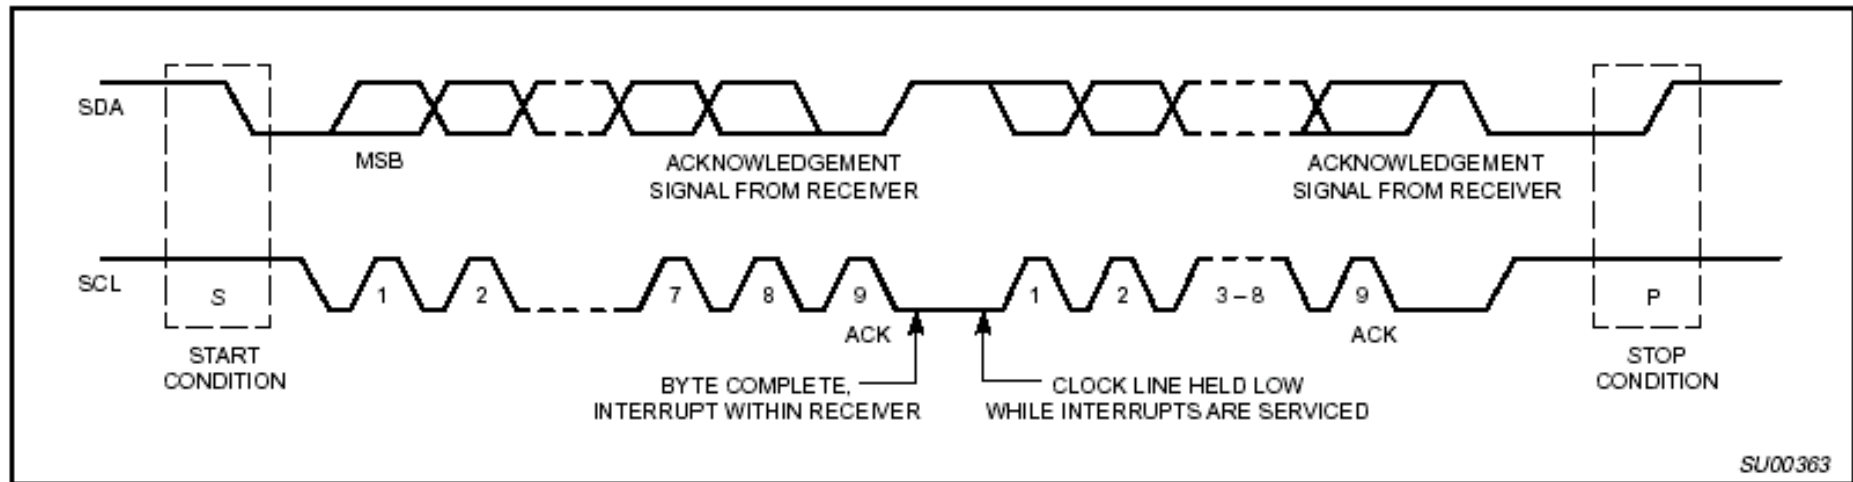 SDA
MSB
ACKNOWLEDGEMENT
SIGNAL FROM RECEIVER
ACKNOWLEDGEMENT
SIGNAL FROM RECEIVER
SCL
S
1
2
7
8
9
1
2
3 – 8
9
P
ACK
ACK
START
CONDITION
STOP
CONDITION
BYTE COMPLETE,
INTERRUPT WITHIN RECEIVER
CLOCK LINE HELD LOW
WHILE INTERRUPTS ARE SERVICED
SU00363